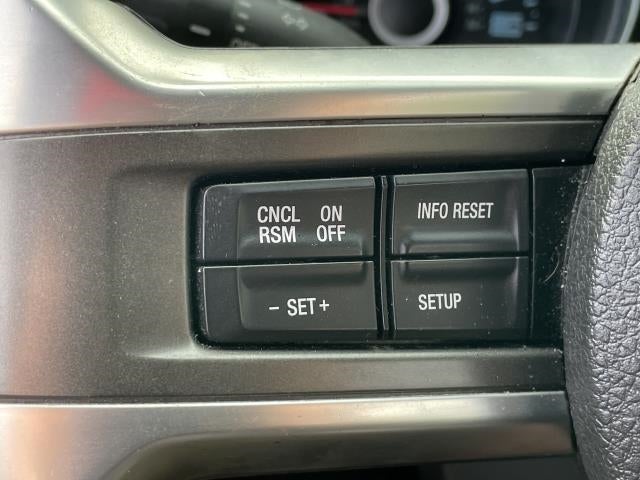 CNCL ON
RSM OFF
INFO RESET
- SET +
SETUP